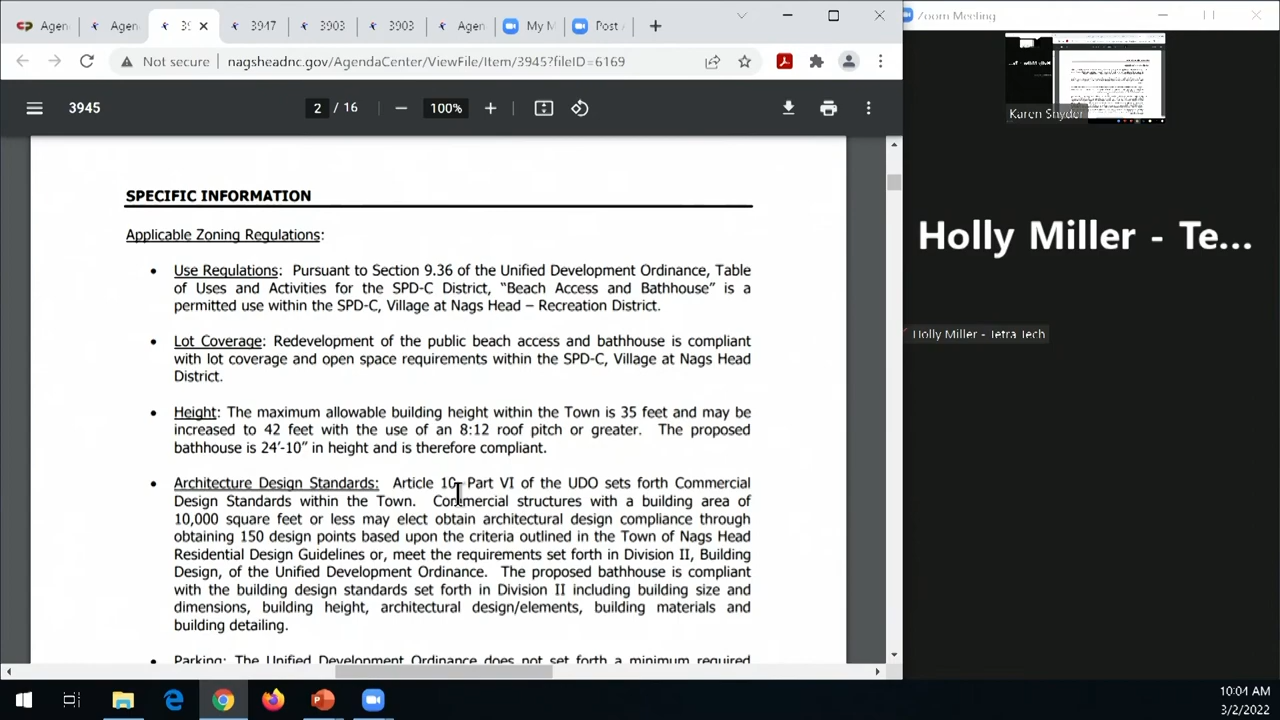 Agen
Agen
39
3947
3903
3903
My M
Post
Zoom Meeting
Not secure
nagsheadnc.gov
FileItem/3945?fileID=6169
3945
2 / 16
100%
Karen Snyder
SPECIFIC INFORMATION
Applicable Zoning Regulations:
• Use Regulations: Pursuant to Section 9.36 of the Unified Development Ordinance, Table
of Uses and Activities for the SPD-C District, "Beach Access and Bathhouse" is a
permitted use within the SPD-C, Village at Nags Head – Recreation District.
• Lot Coverage: Redevelopment of the public beach access and bathhouse is compliant
with lot coverage and open space requirements within the SPD-C, Village at Nags Head
District.
• Height: The maximum allowable building height within the Town is 35 feet and may be
increased to 42 feet with the use of an 8:12 roof pitch or greater. The proposed
bathhouse is 24'-10" in height and is therefore compliant.
• Architecture Design Standards: Article 10, Part VI of the UDO sets forth Commercial
Design Standards within the Town. Commercial structures with a building area of
10,000 square feet or less may elect obtain architectural design compliance through
obtaining 150 design points based upon the criteria outlined in the Town of Nags Head
Residential Design Guidelines or, meet the requirements set forth in Division II, Building
Design, of the Unified Development Ordinance. The proposed bathhouse is compliant
with the building design standards set forth in Division II including building size and
dimensions, building height, architectural design/elements, building materials and
building detailing.
• Parking: The Unified Development Ordinance does not set forth a minimum required
Holly Miller - Te...
Holly Miller - Tetra Tech
10:04 AM
3/2/2022